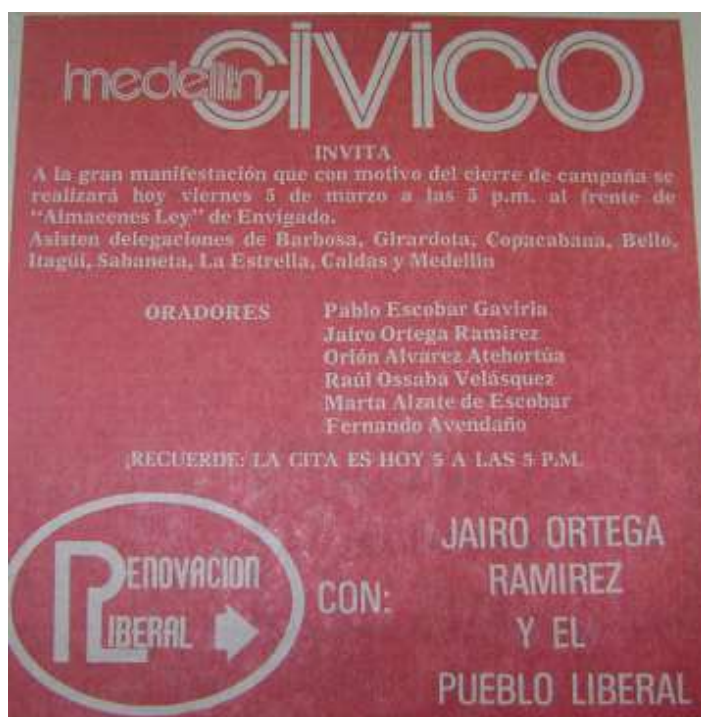 medellin CIVICO
INVITA
A la gran manifestación que con motivo del cierre de campaña se
realizará hoy viernes 5 de marzo a las 5 p.m. al frente de
"Almacenes Ley" de Envigado.
Asisten delegaciones de Barbosa, Girardota, Copacabana, Bello,
Itagüí, Sabaneta, La Estrella, Caldas y Medellín
ORADORES Pablo Escobar Gaviria
Jairo Ortega Ramírez
Orión Alvarez Atehortúa
Raúl Ossaba Velásquez
Marta Alzate de Escobar
Fernando Avendaño
¡RECUERDE: LA CITA ES HOY 5 A LAS 5 P.M.
RENOVACION
LIBERAL
CON:
JAIRO ORTEGA
RAMIREZ
Y EL
PUEBLO LIBERAL